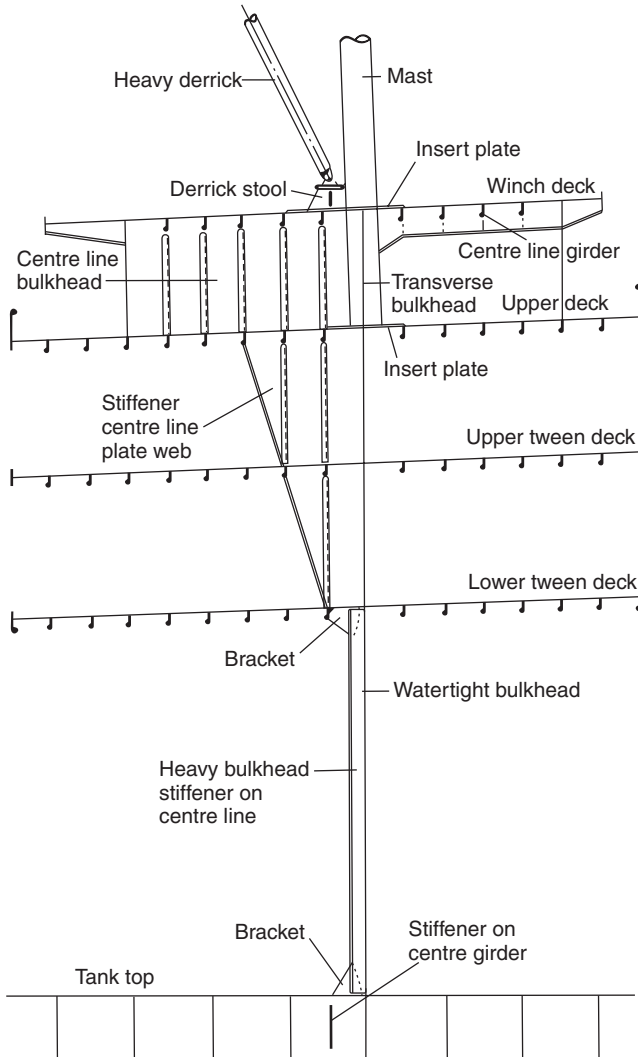 Heavy derrick
Mast
Insert plate
Derrick stool
Winch deck
Centre line
bulkhead
Centre line girder
Transverse
bulkhead
Upper deck
Insert plate
Stiffener
centre line
plate web
Upper tween deck
Lower tween deck
Bracket
Watertight bulkhead
Heavy bulkhead
stiffener on
centre line
Bracket
Stiffener on
centre girder
Tank top